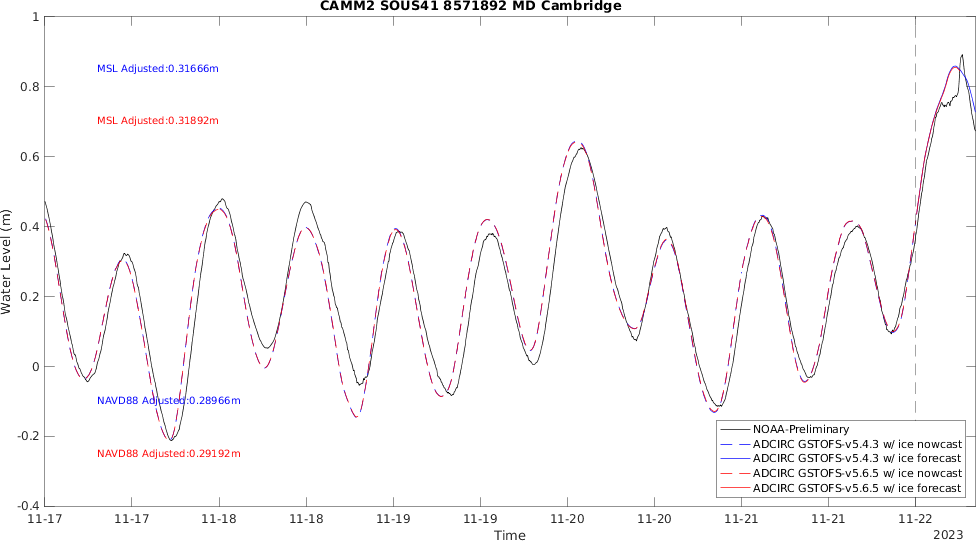 CAMM2 SOUS41 8571892 MD Cambridge
1
0.8
0.6
0.4
0.2
0
-0.2
-0.4
Water Level (m)
MSL Adjusted:0.31666m
MSL Adjusted:0.31892m
NAVD88 Adjusted:0.28966m
NAVD88 Adjusted:0.29192m
NOAA-Preliminary
ADCIRC GSTOFS-v5.4.3 w/ ice nowcast
ADCIRC GSTOFS-v5.4.3 w/ ice forecast
ADCIRC GSTOFS-v5.6.5 w/ ice nowcast
ADCIRC GSTOFS-v5.6.5 w/ ice forecast
11-17 11-17 11-18 11-18 11-19 11-19 11-20 11-20 11-21 11-21 11-22
Time
2023